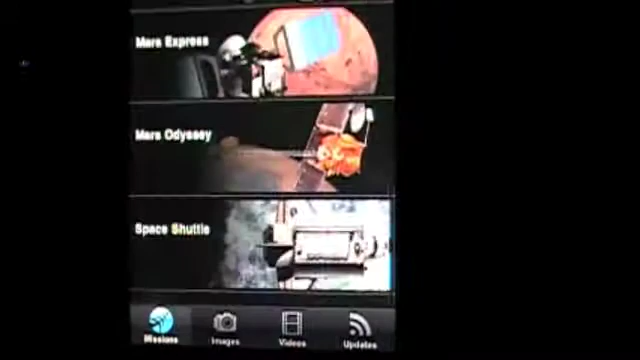 Mars Express
Mars Odyssey
Space Shuttle
Missions
Images
Videos
Updates